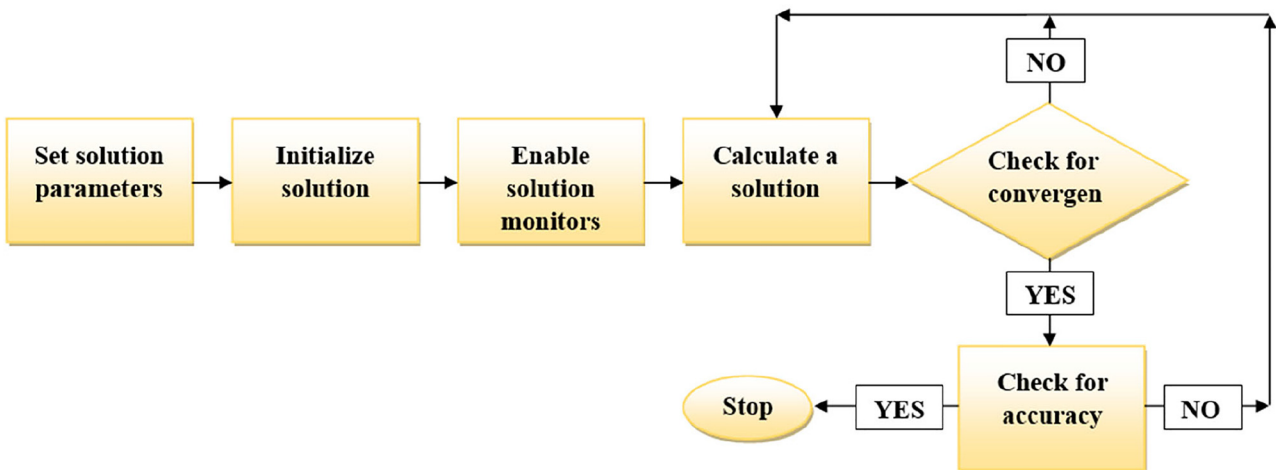 NO
Set solution
parameters
Initialize
solution
Enable
solution
monitors
Calculate a
solution
Check for
convergen
YES
Check for
accuracy
Stop
YES
NO